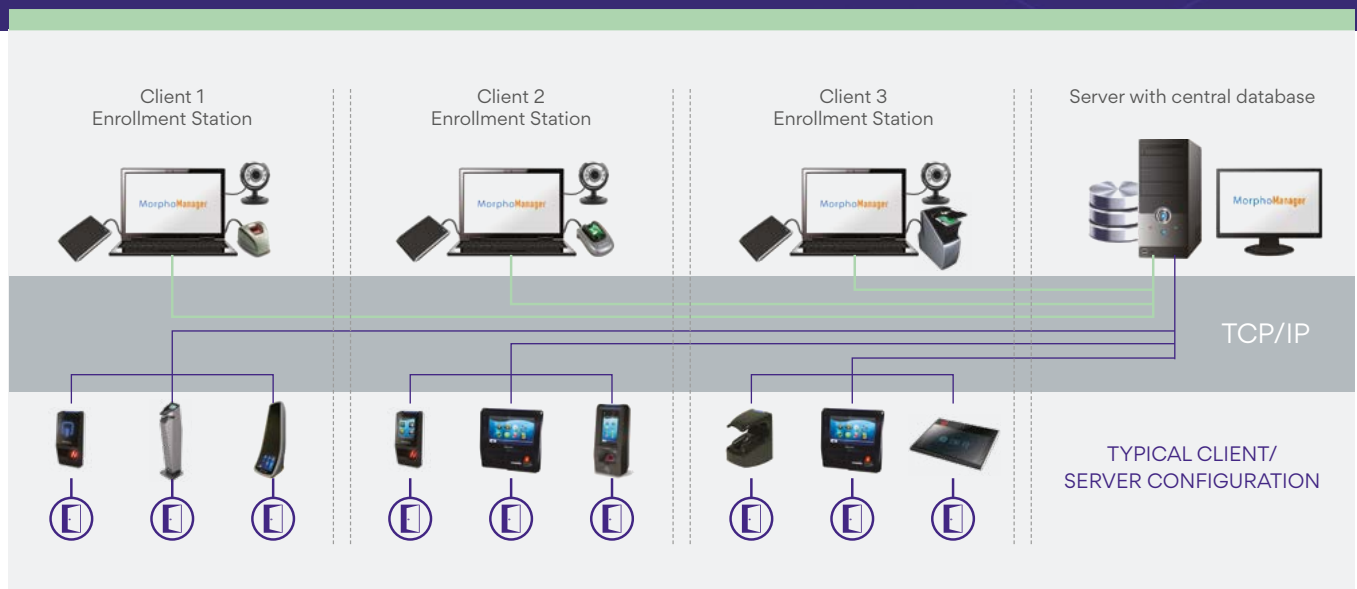 Client 1
Enrollment Station
Client 2
Enrollment Station
Client 3
Enrollment Station
Server with central database
MorphoManager
MorphoManager
MorphoManager
MorphoManager
TCP/IP
TYPICAL CLIENT/
SERVER CONFIGURATION